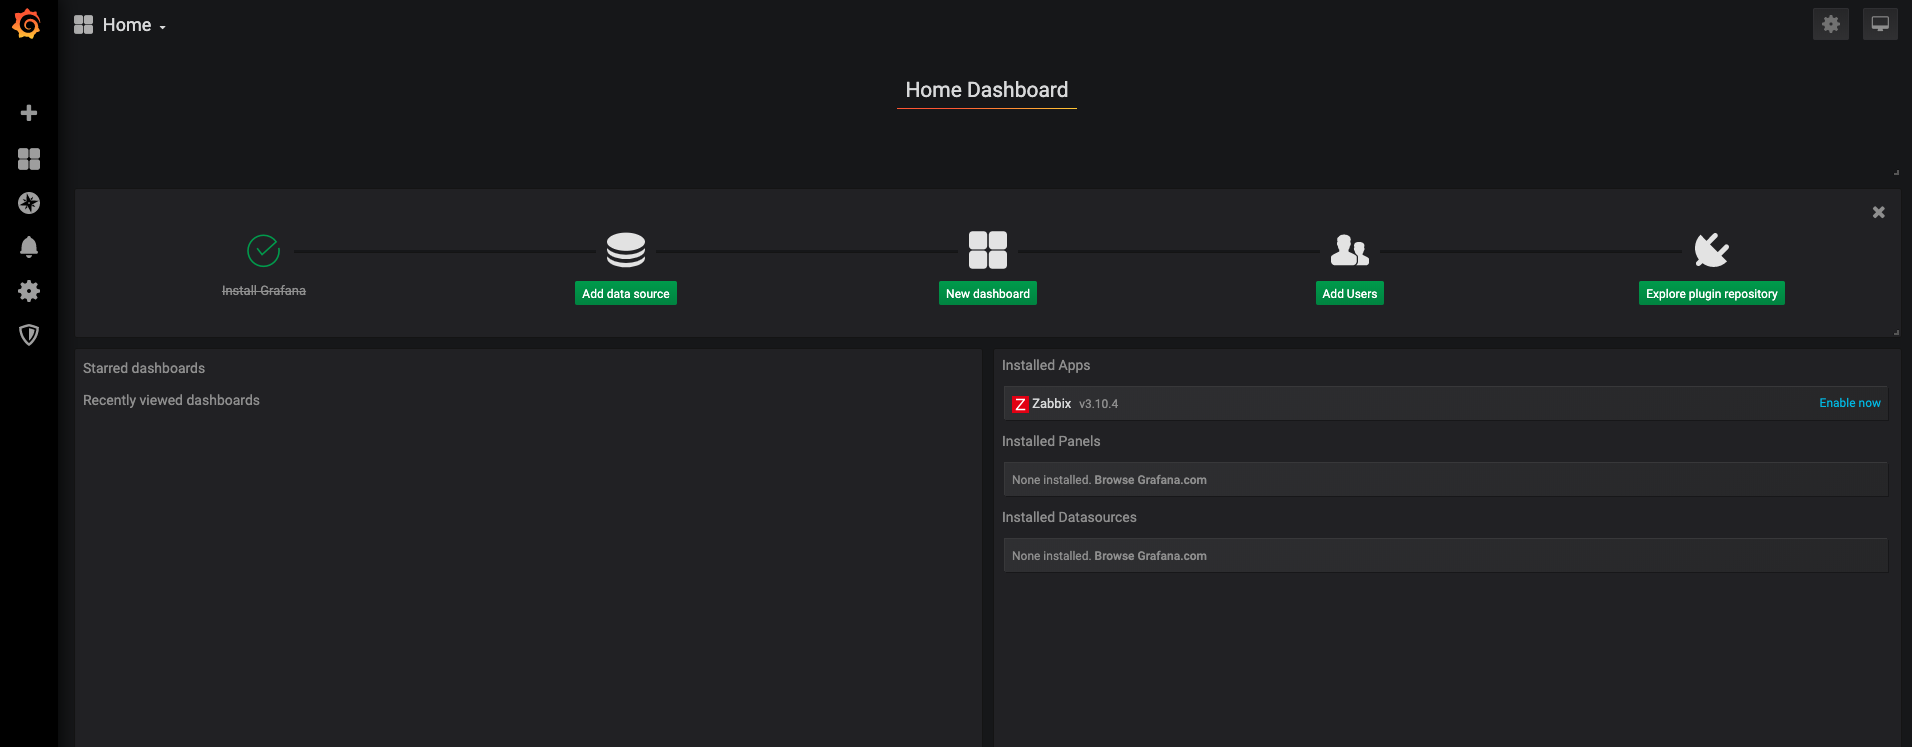 Home
Home Dashboard
Install Grafana
Add data source
New dashboard
Add Users
Explore plugin repository
Starred dashboards
Recently viewed dashboards
Installed Apps
Z Zabbix v3.10.4 Enable now
Installed Panels
None installed. Browse Grafana.com
Installed Datasources
None installed. Browse Grafana.com